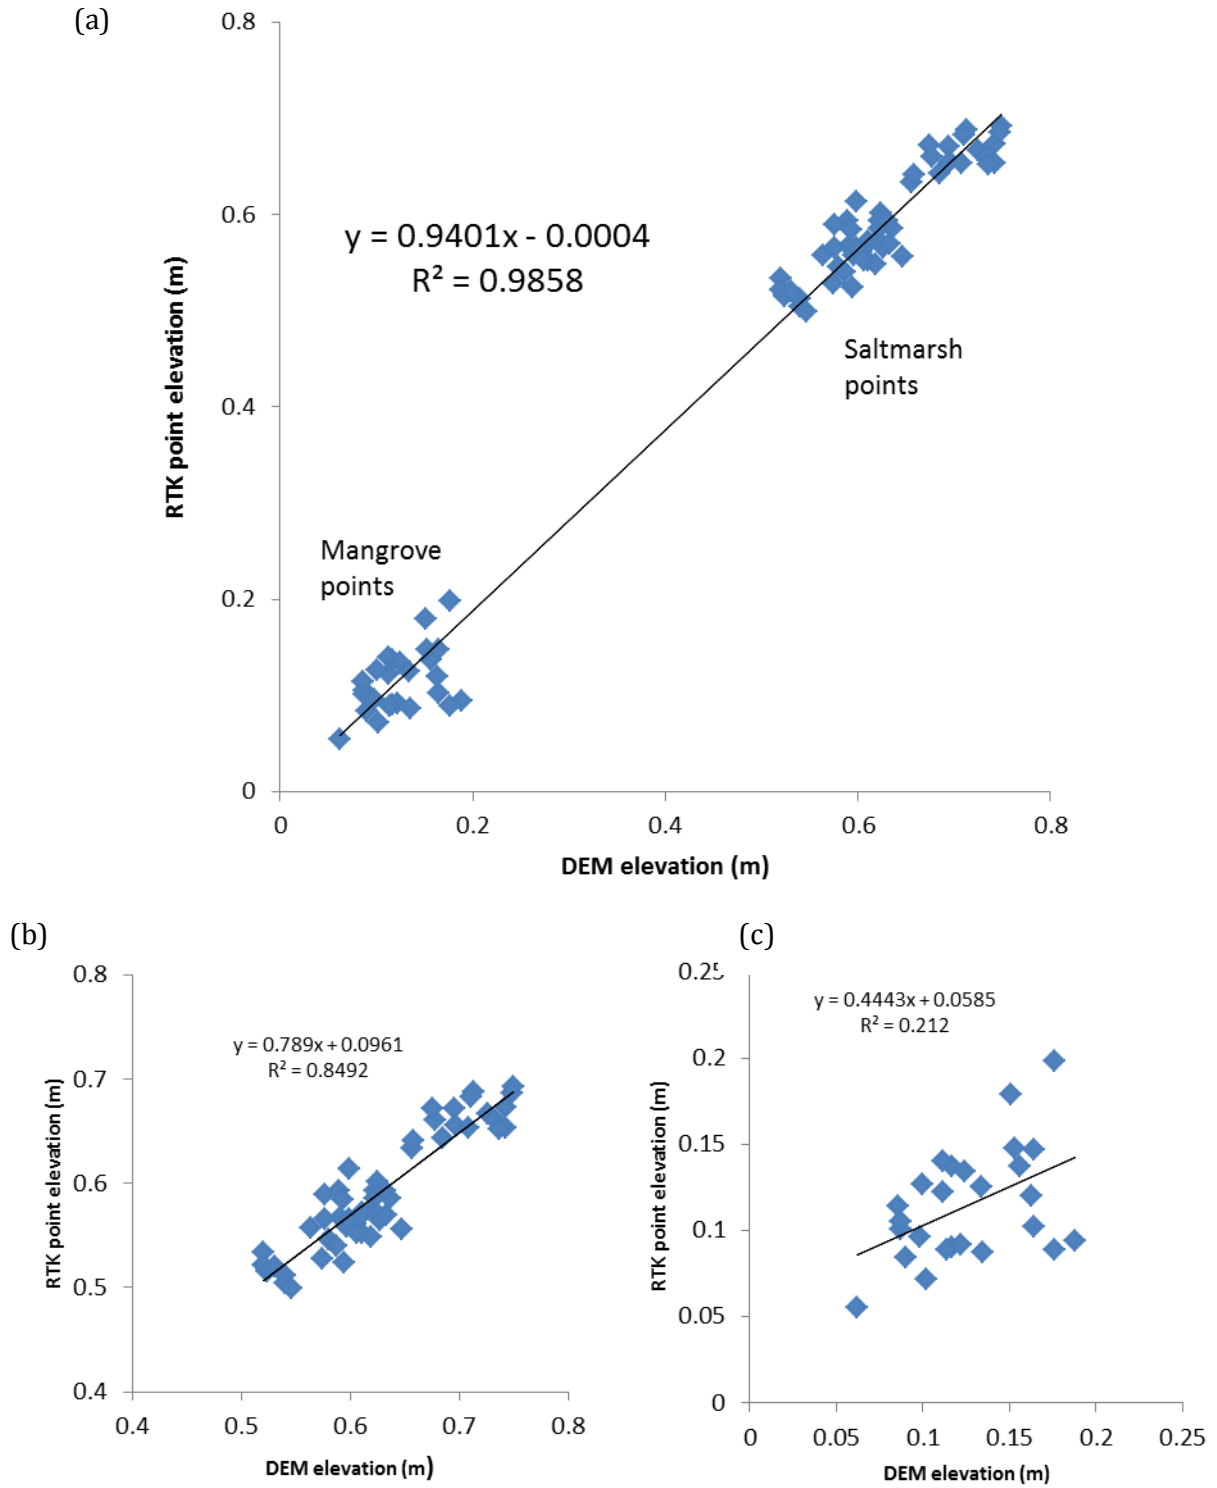 (a)
0.8
0.6
0.4
0.2
0
0
0.2
0.4
0.6
0.8
RTK point elevation (m)
DEM elevation (m)
y = 0.9401x - 0.0004
R² = 0.9858
Saltmarsh
points
Mangrove
points
(b)
0.8
0.7
0.6
0.5
0.4
0.4
0.5
0.6
0.7
0.8
RTK point elevation (m)
DEM elevation (m)
y = 0.789x + 0.0961
R² = 0.8492
(c)
0.25
0.2
0.15
0.1
0.05
0
0
0.05
0.1
0.15
0.2
0.25
RTK point elevation (m)
DEM elevation (m)
y = 0.4443x + 0.0585
R² = 0.212